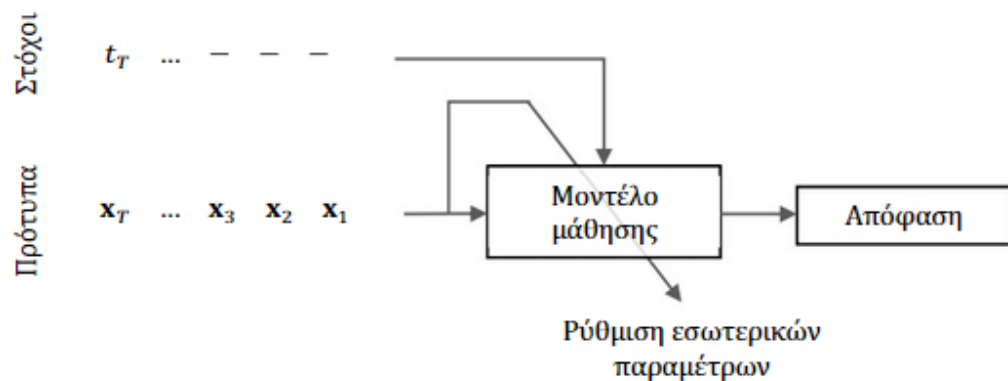 Στόχοι
t_T ... – – –
Πρότυπα
x_T ... x_3 x_2 x_1
Μοντέλο
μάθησης
Απόφαση
Ρύθμιση εσωτερικών
παραμέτρων